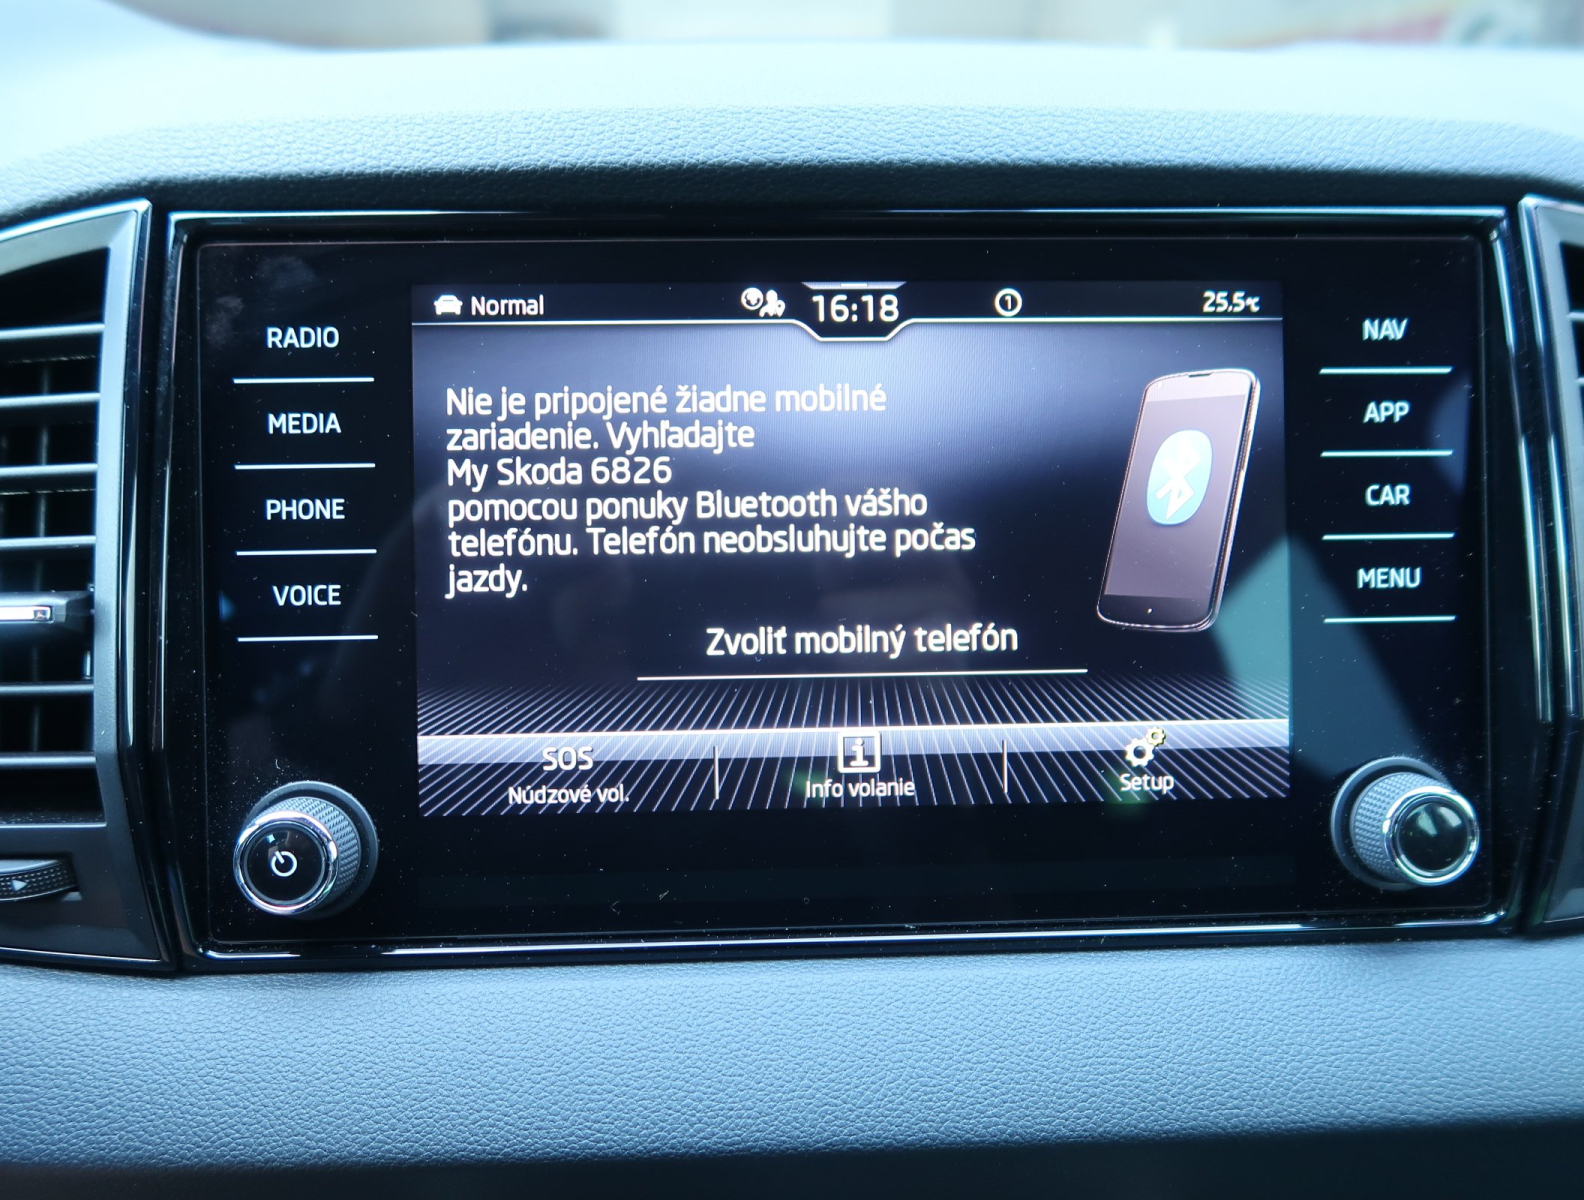 Normal
16:18
1
25.5°C
RADIO
MEDIA
PHONE
VOICE
Nie je pripojené žiadne mobilné
zariadenie. Vyhľadajte
My Skoda 6826
pomocou ponuky Bluetooth vášho
telefónu. Telefón neobsluhujte počas
jazdy.
Zvoliť mobilný telefón
SOS
Núdzové vol.
i
Info volanie
Setup
NAV
APP
CAR
MENU